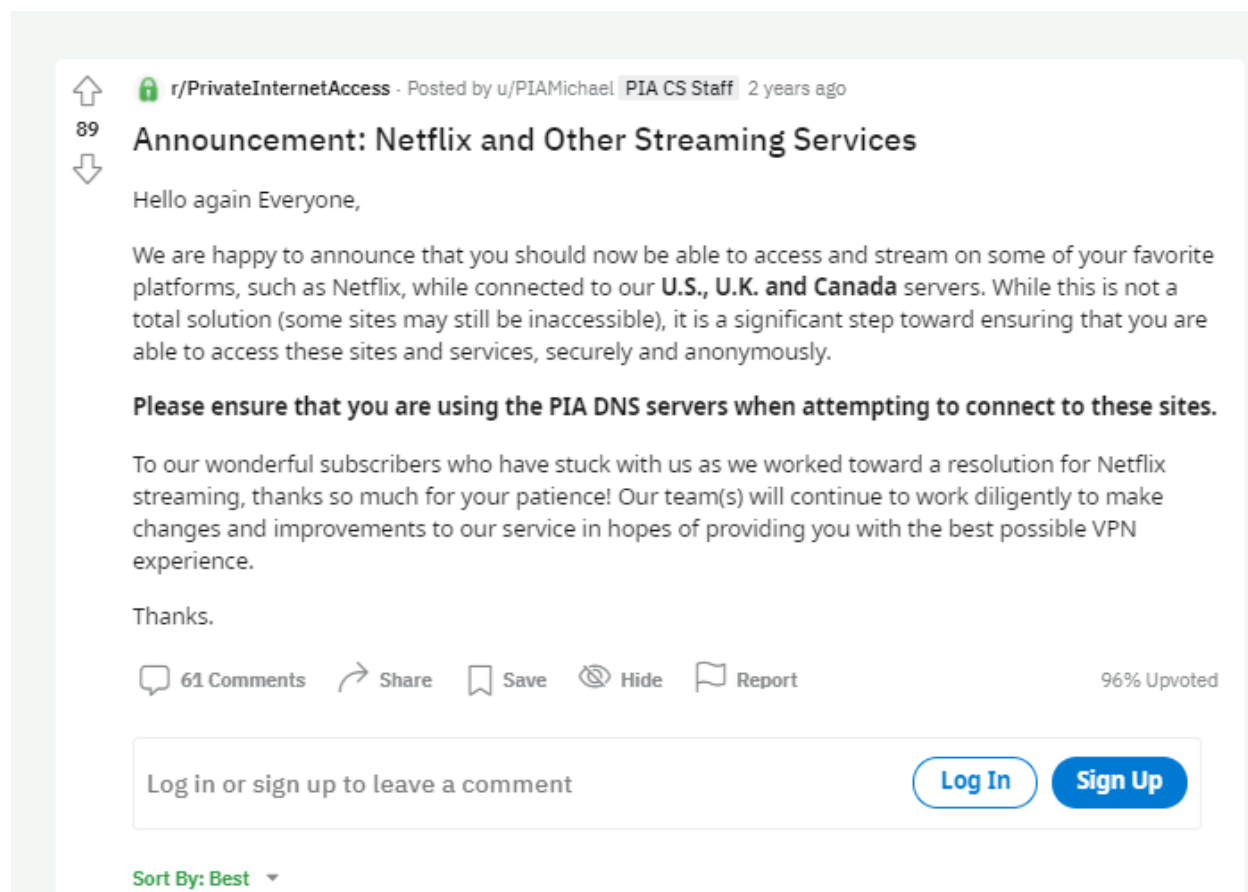 r/PrivateInternetAccess · Posted by u/PIAMichael PIA CS Staff 2 years ago
89
Announcement: Netflix and Other Streaming Services
Hello again Everyone,
We are happy to announce that you should now be able to access and stream on some of your favorite
platforms, such as Netflix, while connected to our U.S., U.K. and Canada servers. While this is not a
total solution (some sites may still be inaccessible), it is a significant step toward ensuring that you are
able to access these sites and services, securely and anonymously.
Please ensure that you are using the PIA DNS servers when attempting to connect to these sites.
To our wonderful subscribers who have stuck with us as we worked toward a resolution for Netflix
streaming, thanks so much for your patience! Our team(s) will continue to work diligently to make
changes and improvements to our service in hopes of providing you with the best possible VPN
experience.
Thanks.
61 Comments Share Save Hide Report 96% Upvoted
Log in or sign up to leave a comment Log In Sign Up
Sort By: Best